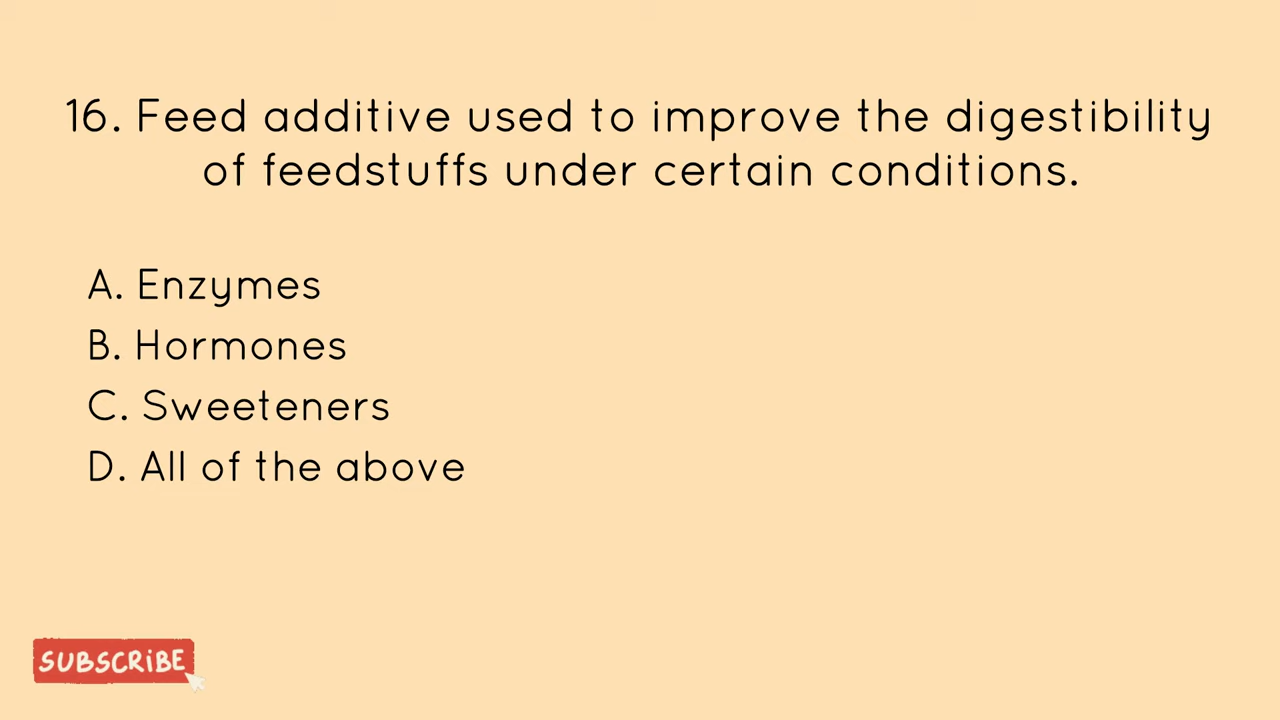 16. Feed additive used to improve the digestibility
of feedstuffs under certain conditions.
A. Enzymes
B. Hormones
C. Sweeteners
D. All of the above
SUBSCRiBE